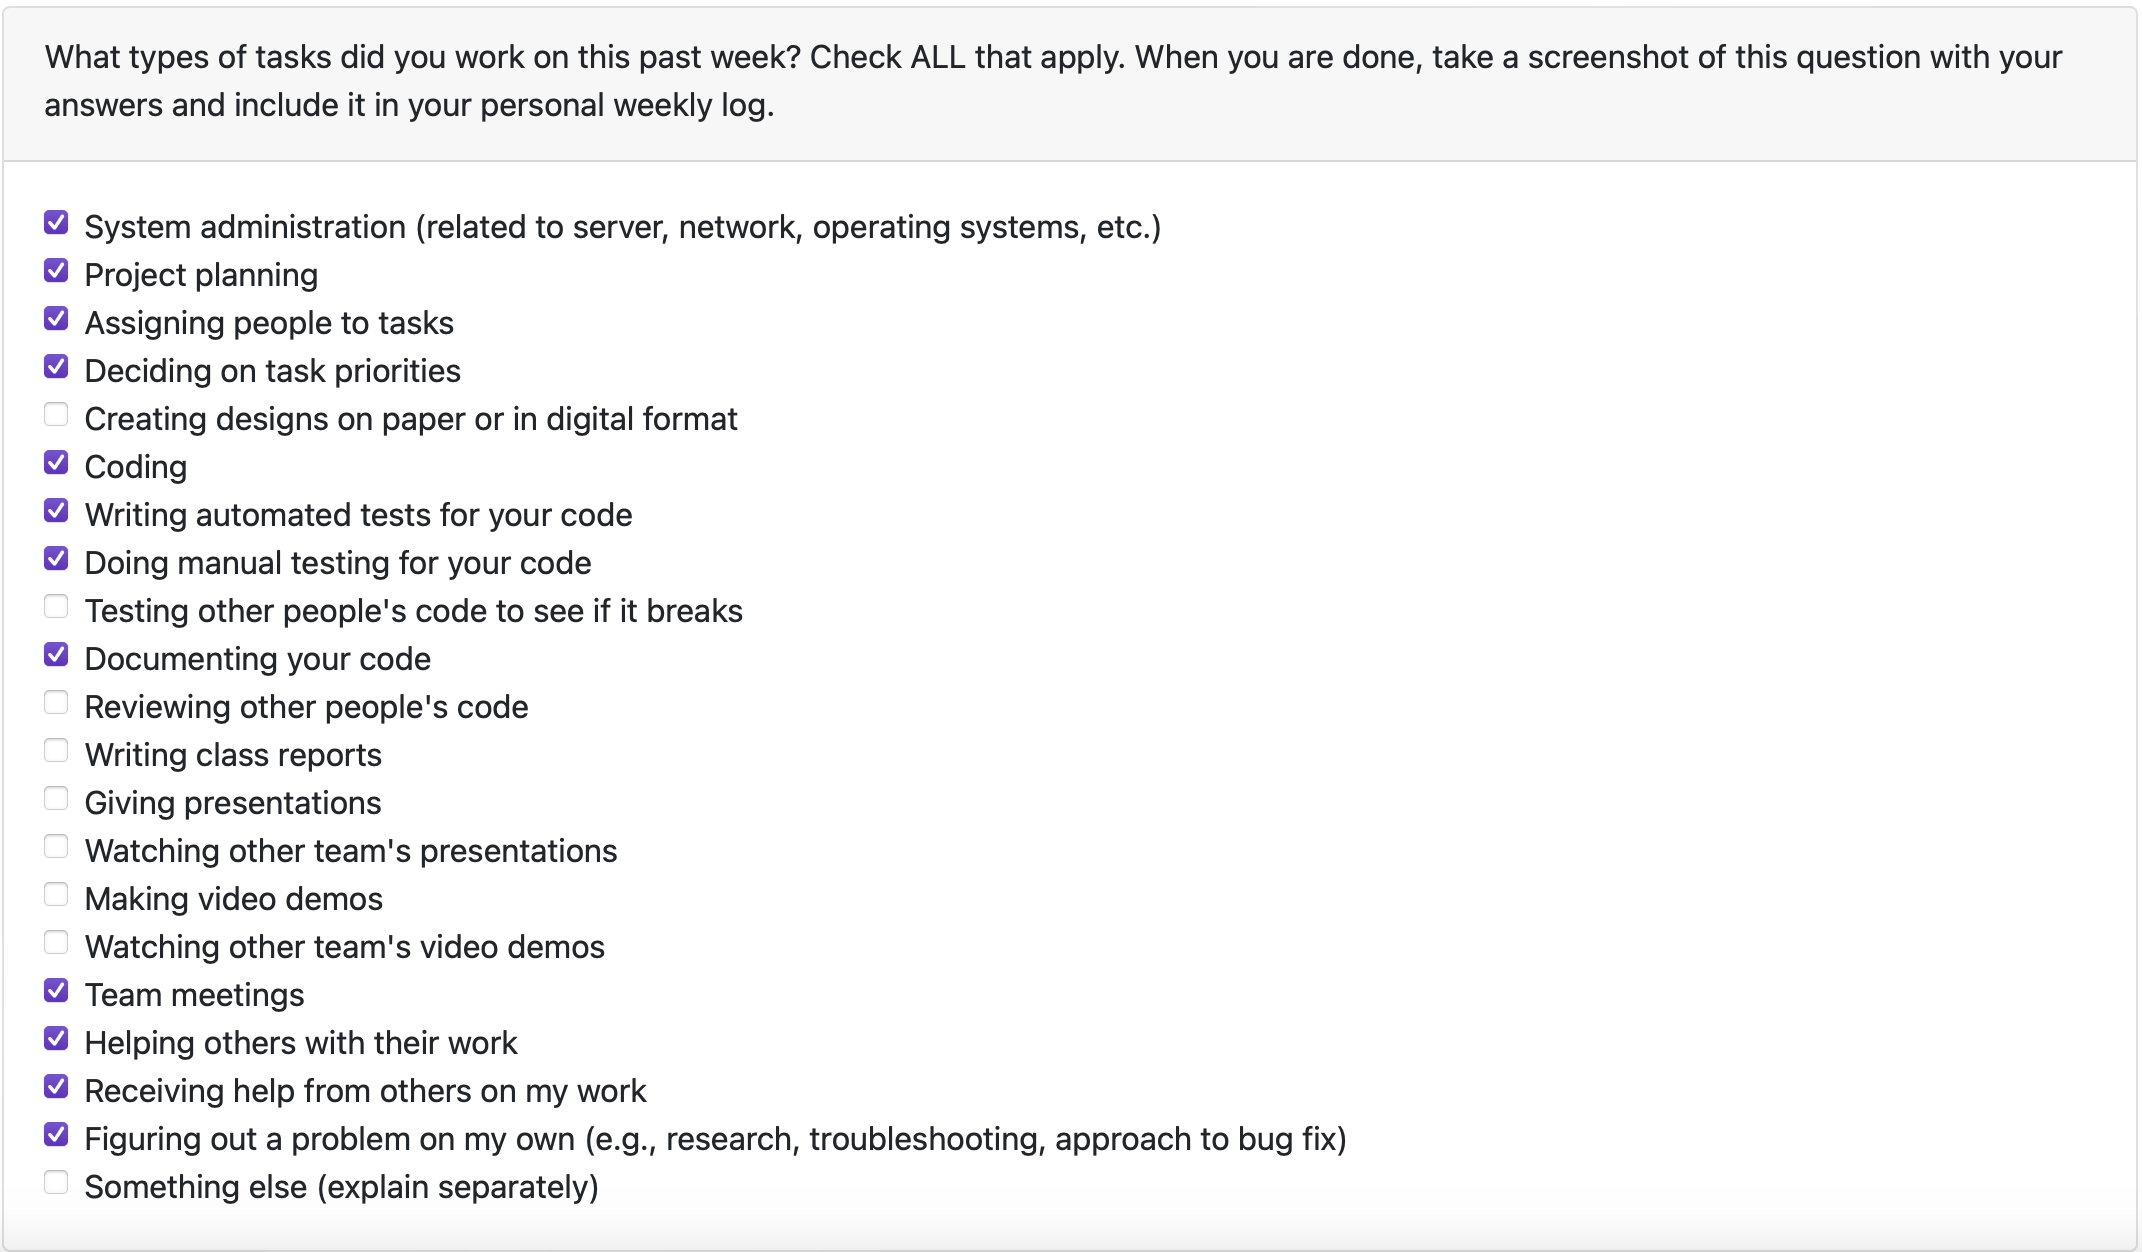 What types of tasks did you work on this past week? Check ALL that apply. When you are done, take a screenshot of this question with your
answers and include it in your personal weekly log.
System administration (related to server, network, operating systems, etc.)
Project planning
Assigning people to tasks
Deciding on task priorities
Creating designs on paper or in digital format
Coding
Writing automated tests for your code
Doing manual testing for your code
Testing other people's code to see if it breaks
Documenting your code
Reviewing other people's code
Writing class reports
Giving presentations
Watching other team's presentations
Making video demos
Watching other team's video demos
Team meetings
Helping others with their work
Receiving help from others on my work
Figuring out a problem on my own (e.g., research, troubleshooting, approach to bug fix)
Something else (explain separately)